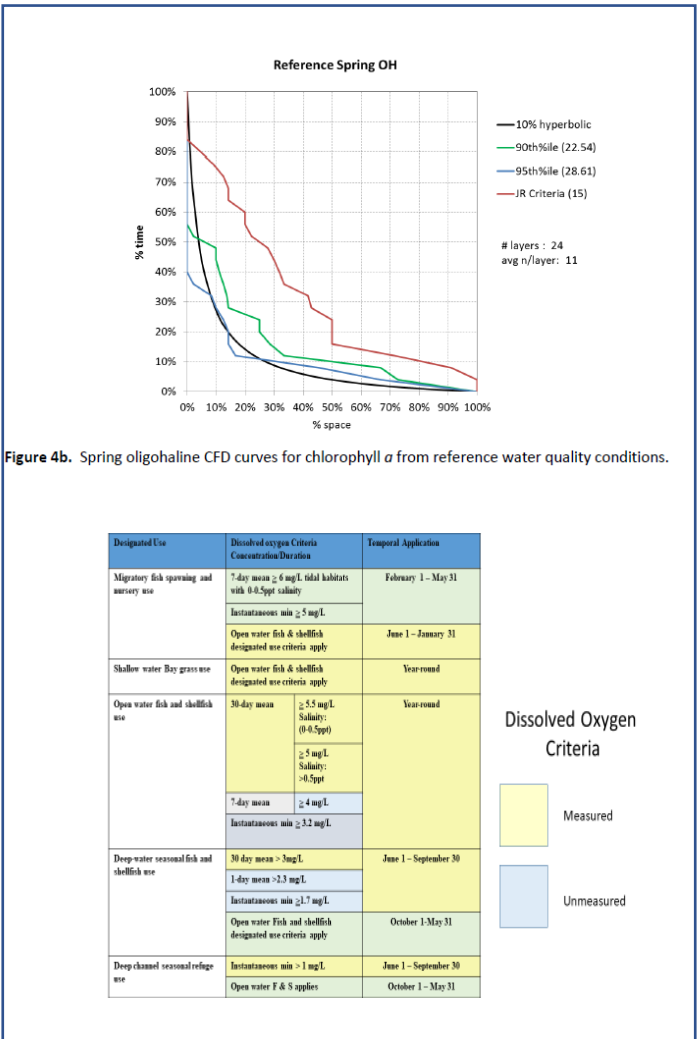 Reference Spring OH
100%
90%
80%
70%
60%
50%
40%
30%
20%
10%
0%
% time
0% 10% 20% 30% 40% 50% 60% 70% 80% 90% 100%
% space
10% hyperbolic
90th%ile (22.54)
95th%ile (28.61)
JR Criteria (15)
# layers : 24
avg n/layer: 11
Figure 4b. Spring oligohaline CFD curves for chlorophyll a from reference water quality conditions.
Designated Use
Dissolved oxygen Criteria
Concentration/Duration
Temporal Application
Migratory fish spawning and
nursery use
7-day mean ≥ 6 mg/L tidal habitats
with 0-0.5ppt salinity
February 1 – May 31
Instantaneous min ≥ 5 mg/L
Open water fish & shellfish
designated use criteria apply
June 1 – January 31
Shallow water Bay grass use
Open water fish & shellfish
designated use criteria apply
Year-round
Open water fish and shellfish
use
30-day mean
≥ 5.5 mg/L
Salinity:
(0-0.5ppt)
Year-round
≥ 5 mg/L
Salinity:
>0.5ppt
7-day mean
≥ 4 mg/L
Instantaneous min ≥ 3.2 mg/L
Deep-water seasonal fish and
shellfish use
30 day mean > 3mg/L
June 1 – September 30
1-day mean >2.3 mg/L
Instantaneous min ≥1.7 mg/L
Open water Fish and shellfish
designated use criteria apply
October 1-May 31
Deep channel seasonal refuge
use
Instantaneous min > 1 mg/L
June 1 – September 30
Open water F & S applies
October 1 – May 31
Dissolved Oxygen
Criteria
Measured
Unmeasured